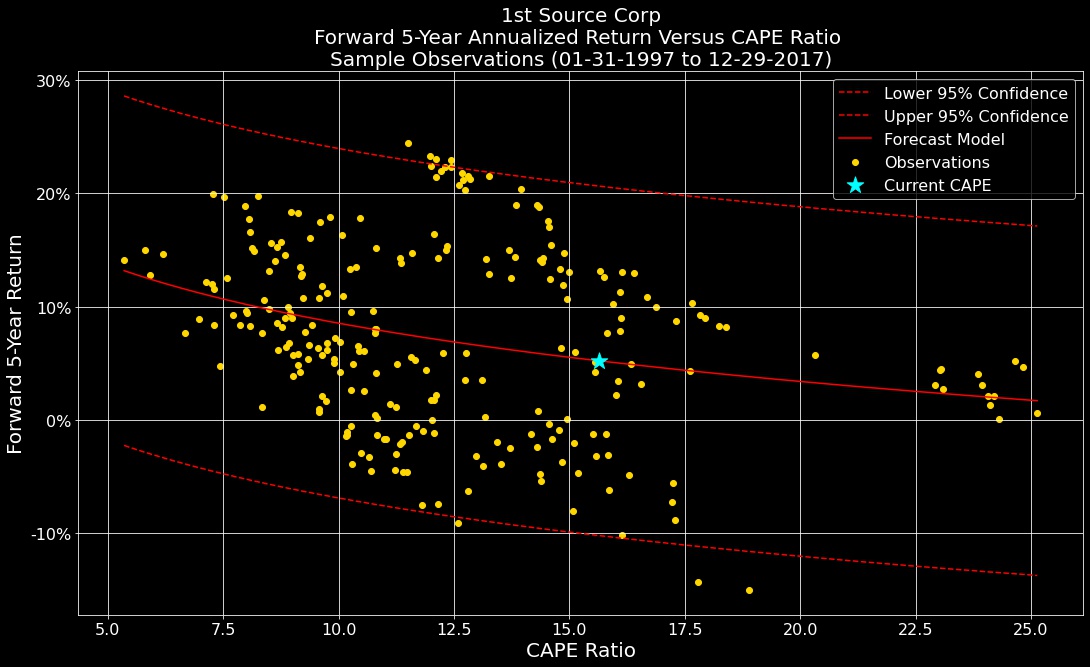 1st Source Corp
Forward 5-Year Annualized Return Versus CAPE Ratio
Sample Observations (01-31-1997 to 12-29-2017)
Lower 95% Confidence
Upper 95% Confidence
Forecast Model
Observations
Current CAPE
Forward 5-Year Return
30%
20%
10%
0%
-10%
5.0 7.5 10.0 12.5 15.0 17.5 20.0 22.5 25.0
CAPE Ratio